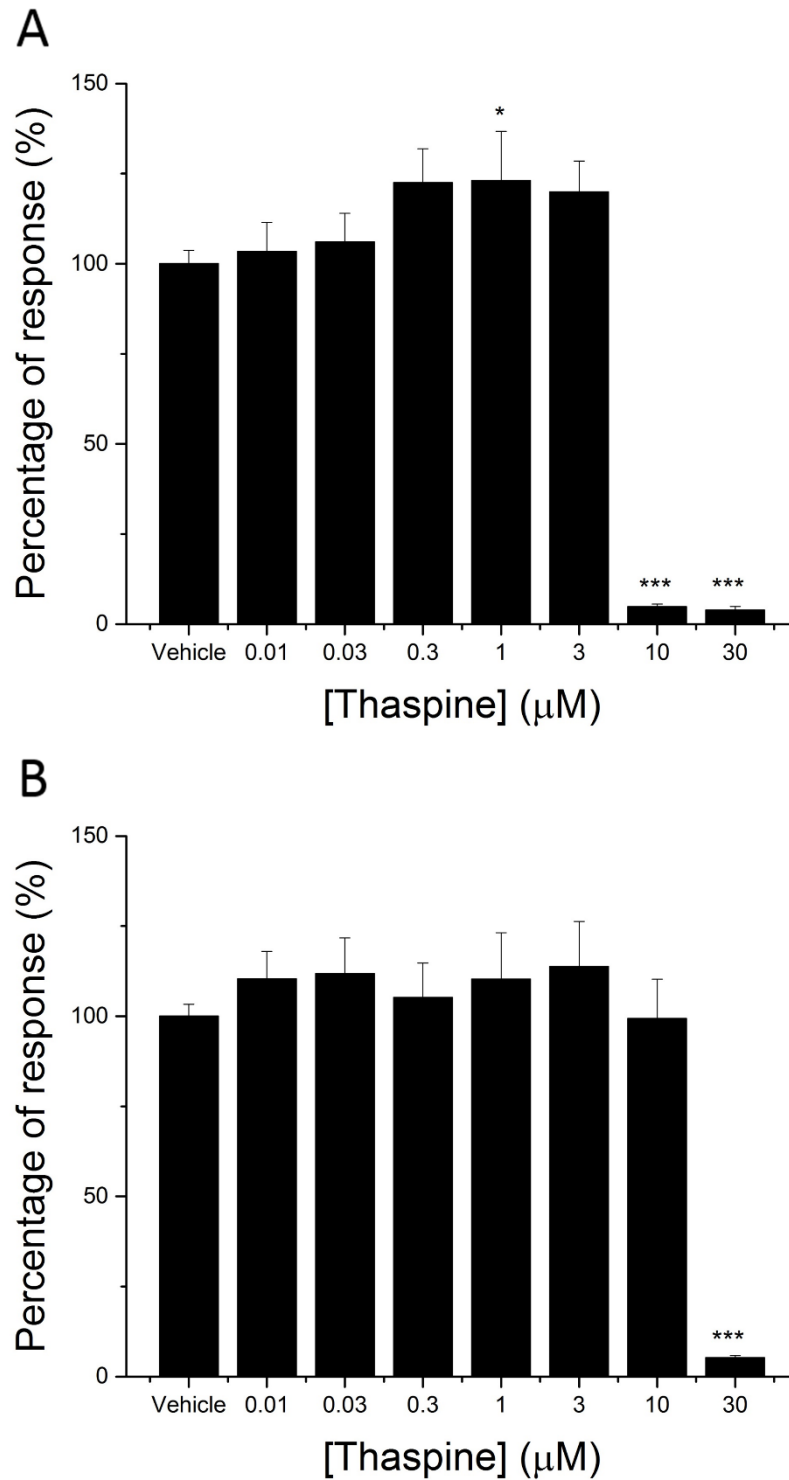 A
Percentage of response (%)
150
100
50
0
*
***
***
Vehicle 0.01 0.03 0.3 1 3 10 30
[Thaspine] (μM)
B
Percentage of response (%)
150
100
50
0
***
Vehicle 0.01 0.03 0.3 1 3 10 30
[Thaspine] (μM)